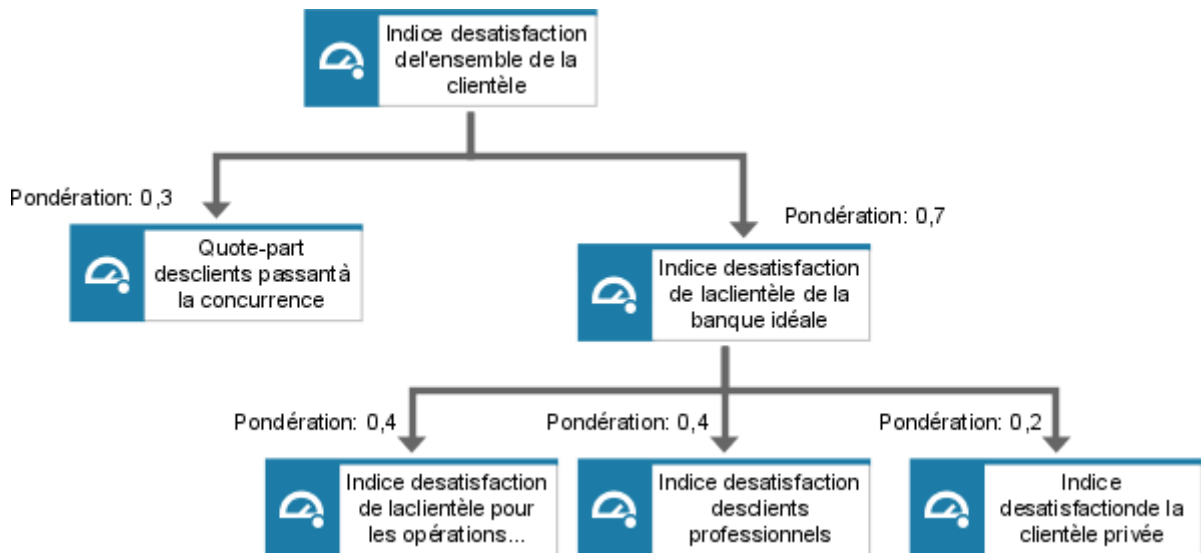 Indice desatisfaction
del'ensemble de la
clientèle
Pondération: 0,3
Pondération: 0,7
Quote-part
desclients passantà
la concurrence
Indice desatisfaction
de laclientèle de la
banque idéale
Pondération: 0,4
Pondération: 0,4
Pondération: 0,2
Indice desatisfaction
de laclientèle pour
les opérations...
Indice desatisfaction
desclients
professionnels
Indice
desatisfactionde la
clientèle privée